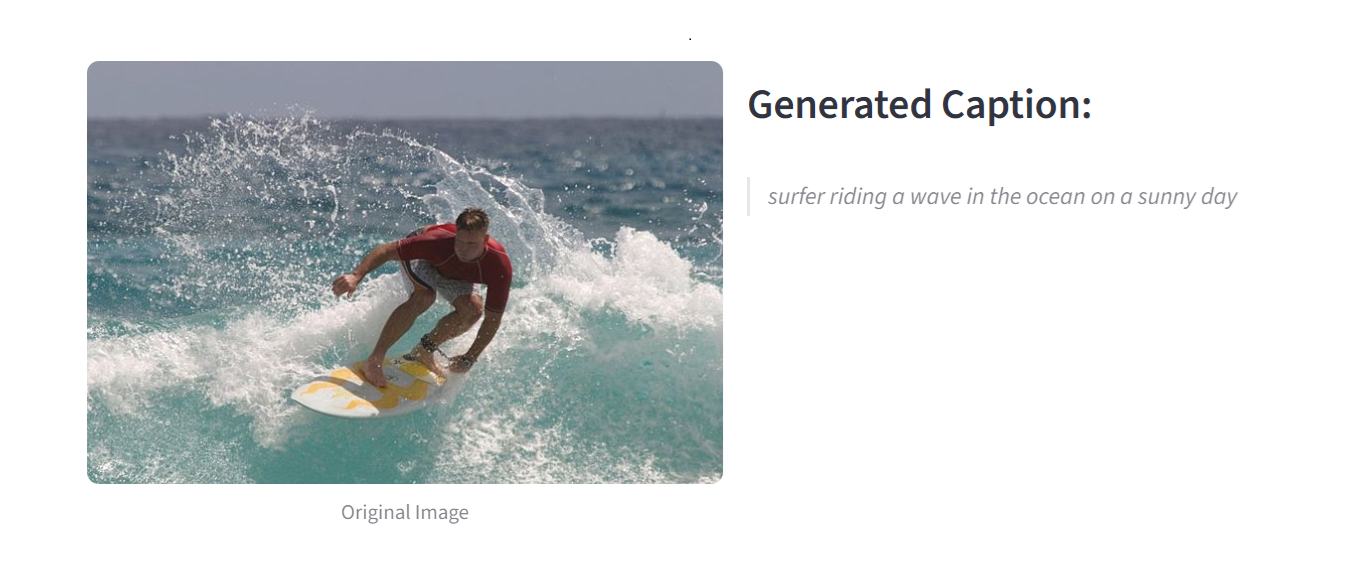 .
Generated Caption:
surfer riding a wave in the ocean on a sunny day
Original Image